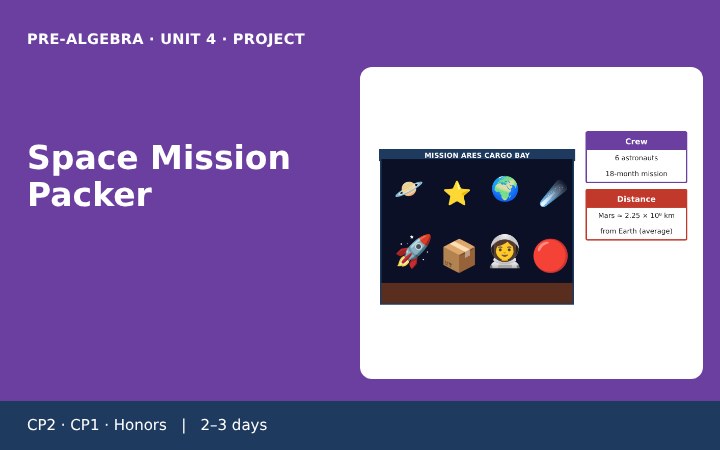 PRE-ALGEBRA · UNIT 4 · PROJECT
Space Mission
Packer
MISSION ARES CARGO BAY
Crew
6 astronauts
18-month mission
Distance
Mars ≈ 2.25 × 10⁸ km
from Earth (average)
CP2 · CP1 · Honors | 2–3 days